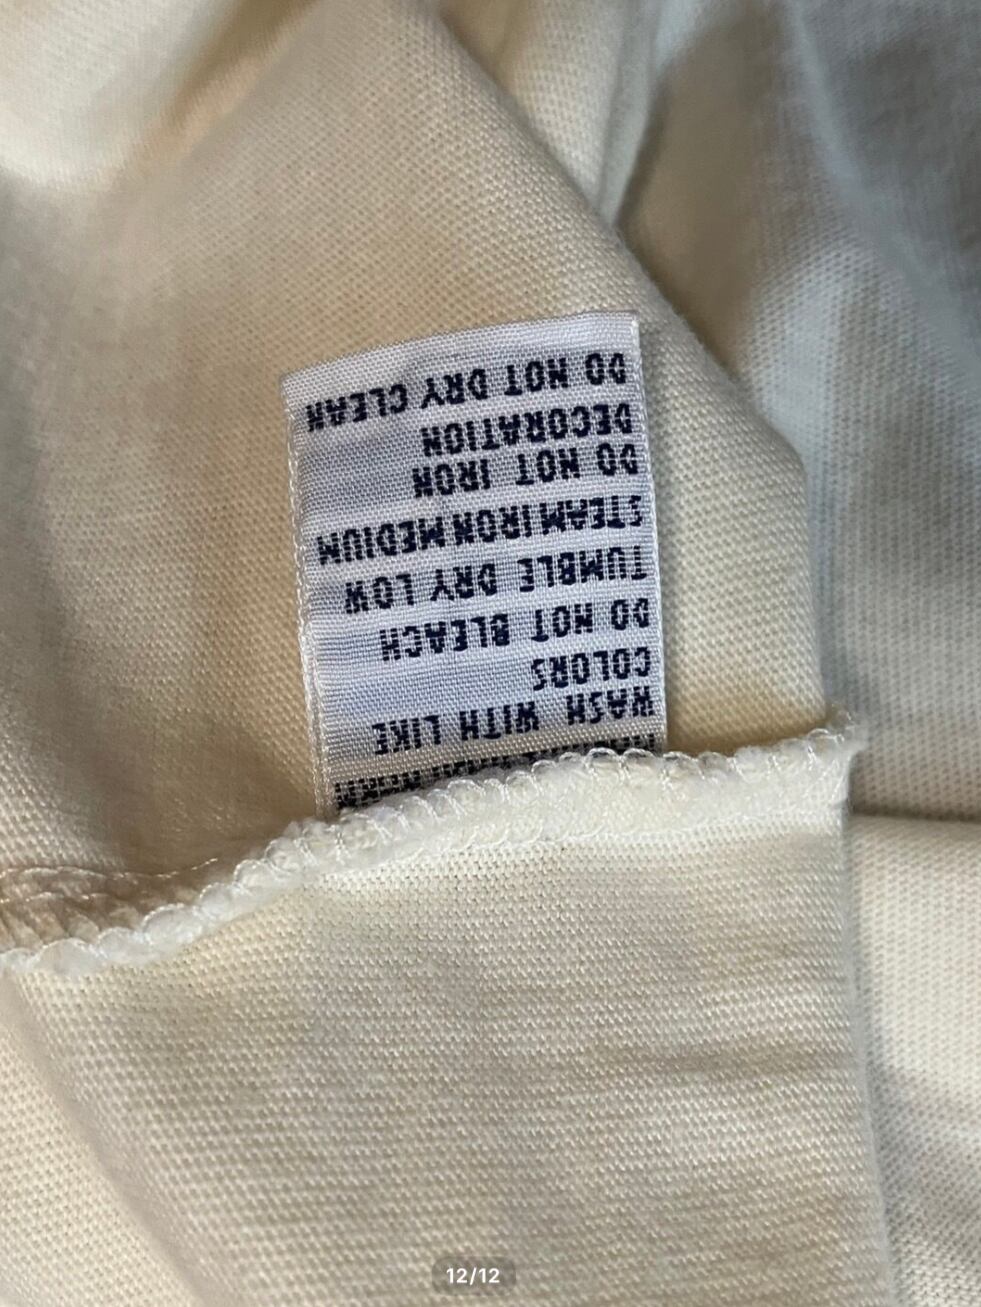 WASH WITH LIKE
COLORS
DO NOT BLEACH
TUMBLE DRY LOW
STEAM IRON MEDIUM
DO NOT IRON
DECORATION
DO NOT DRY CLEAN
12/12